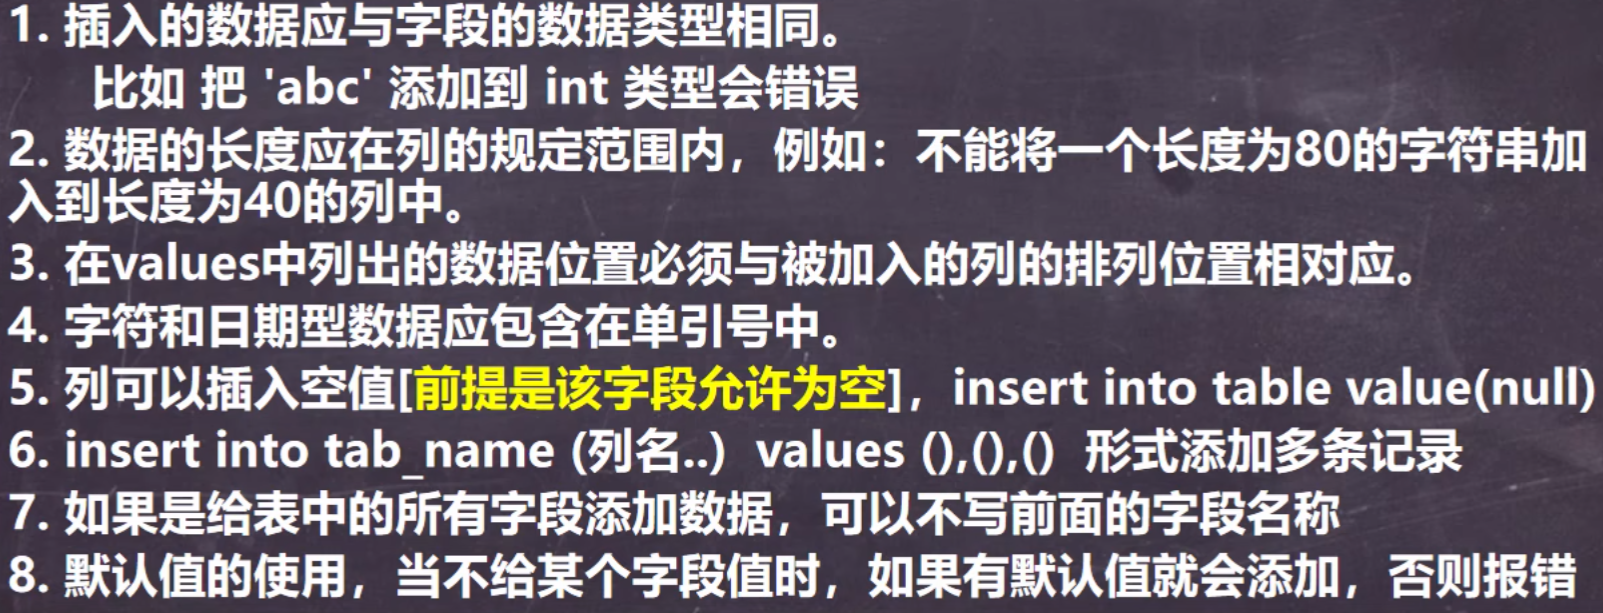 1. 插入的数据应与字段的数据类型相同。
比如 把 'abc' 添加到 int 类型会错误
2. 数据的长度应在列的规定范围内，例如：不能将一个长度为80的字符串加
入到长度为40的列中。
3. 在values中列出的数据位置必须与被加入的列的排列位置相对应。
4. 字符和日期型数据应包含在单引号中。
5. 列可以插入空值[前提是该字段允许为空]，insert into table value(null)
6. insert into tab_name (列名..)  values (),(),()  形式添加多条记录
7. 如果是给表中的所有字段添加数据，可以不写前面的字段名称
8. 默认值的使用，当不给某个字段值时，如果有默认值就会添加，否则报错